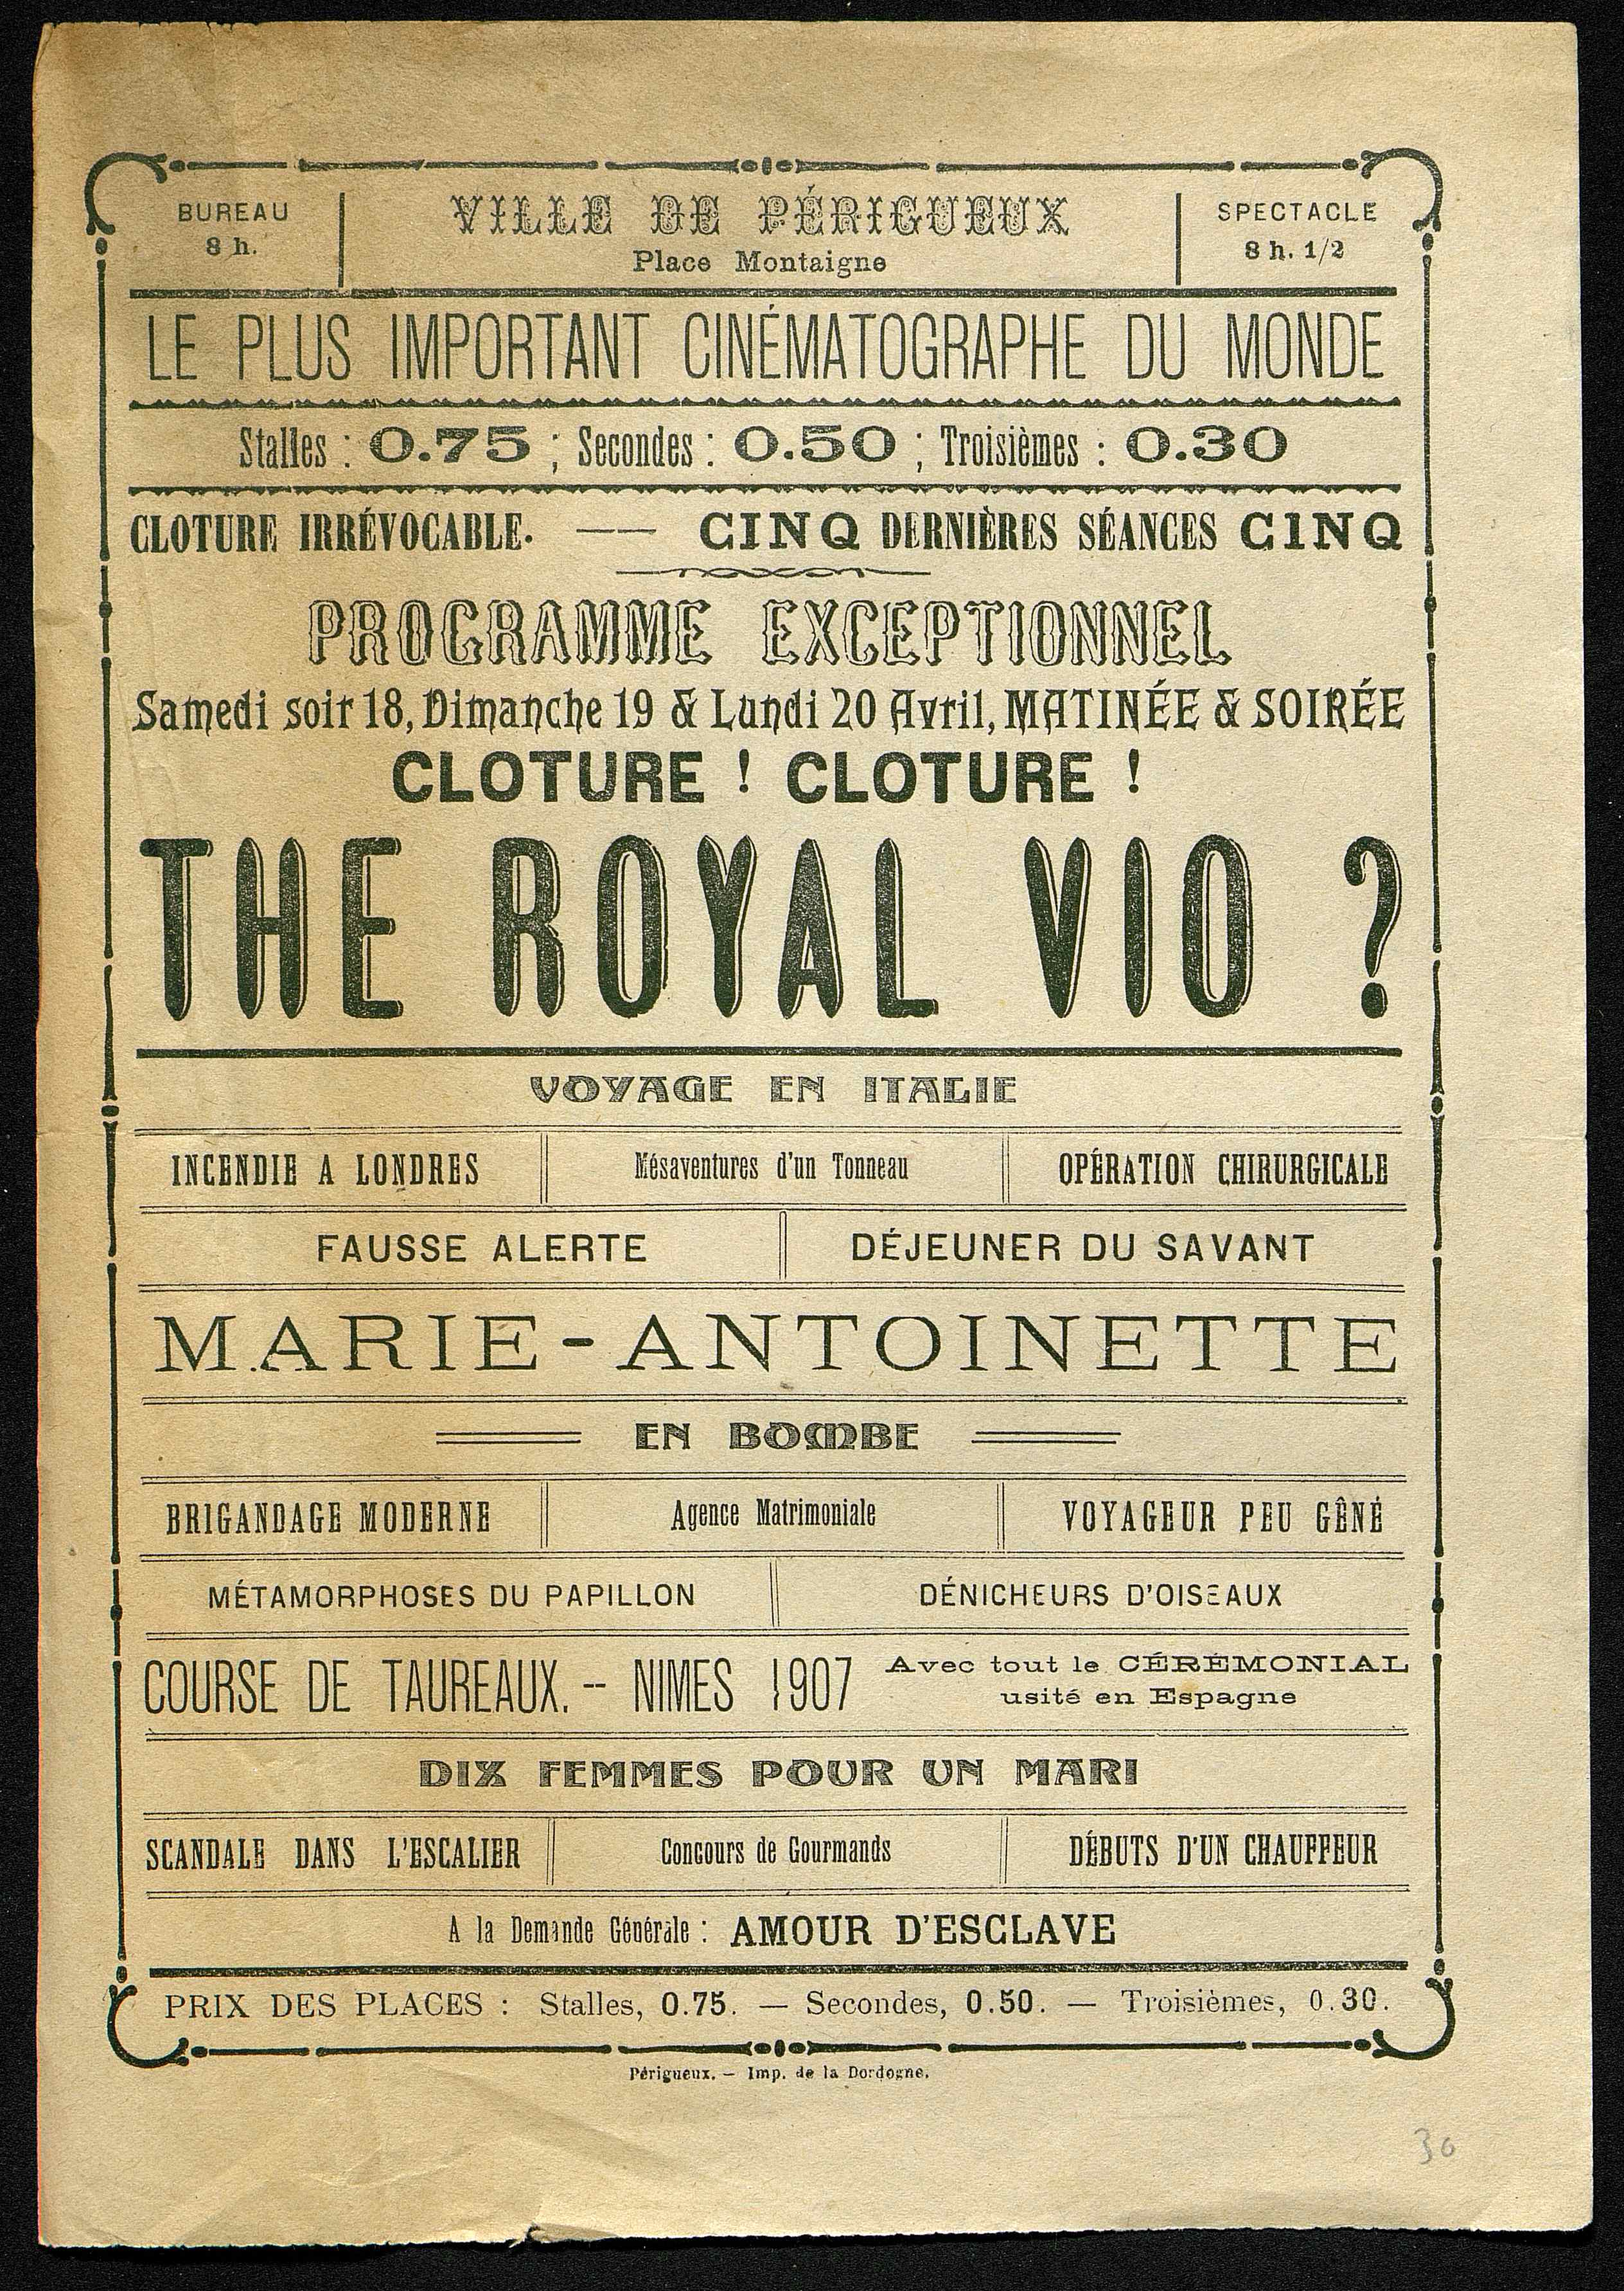 BUREAU
8 h.
VILLE DE PÉRIGUEUX
Place Montaigne
SPECTACLE
8 h. 1/2
LE PLUS IMPORTANT CINÉMATOGRAPHE DU MONDE
Stalles : 0.75 ; Secondes : 0.50 ; Troisièmes : 0.30
CLOTURE IRRÉVOCABLE. —— CINQ DERNIÈRES SÉANCES CINQ
PROGRAMME EXCEPTIONNEL
Samedi soir 18, Dimanche 19 & Lundi 20 Avril, MATINÉE & SOIRÉE
CLOTURE ! CLOTURE !
THE ROYAL VIO ?
VOYAGE EN ITALIE
INCENDIE A LONDRES
Mésaventures d'un Tonneau
OPÉRATION CHIRURGICALE
FAUSSE ALERTE
DÉJEUNER DU SAVANT
MARIE-ANTOINETTE
EN BOMBE
BRIGANDAGE MODERNE
Agence Matrimoniale
VOYAGEUR PEU GÊNÉ
MÉTAMORPHOSES DU PAPILLON
DÉNICHEURS D'OISEAUX
COURSE DE TAUREAUX. -- NIMES 1907
Avec tout le CÉRÉMONIAL
usité en Espagne
DIX FEMMES POUR UN MARI
SCANDALE DANS L'ESCALIER
Concours de Gourmands
DÉBUTS D'UN CHAUFFEUR
A la Demande Générale : AMOUR D'ESCLAVE
PRIX DES PLACES : Stalles, 0.75. — Secondes, 0.50. — Troisièmes, 0.30.
Périgueux. — Imp. de la Dordogne.
30